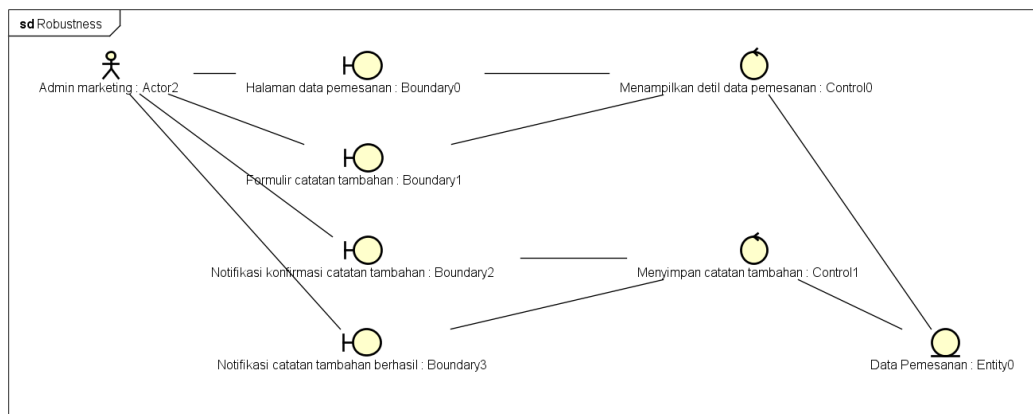 sd Robustness
Admin marketing : Actor2
Halaman data pemesanan : Boundary0
Menampilkan detil data pemesanan : Control0
Formulir catatan tambahan : Boundary1
Notifikasi konfirmasi catatan tambahan : Boundary2
Menyimpan catatan tambahan : Control1
Notifikasi catatan tambahan berhasil : Boundary3
Data Pemesanan : Entity0